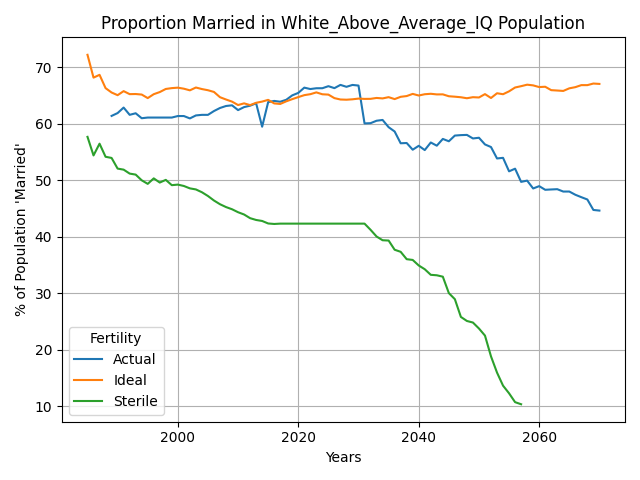 Proportion Married in White_Above_Average_IQ Population
% of Population 'Married'
70
60
50
40
30
20
10
Fertility
Actual
Ideal
Sterile
2000
2020
2040
2060
Years